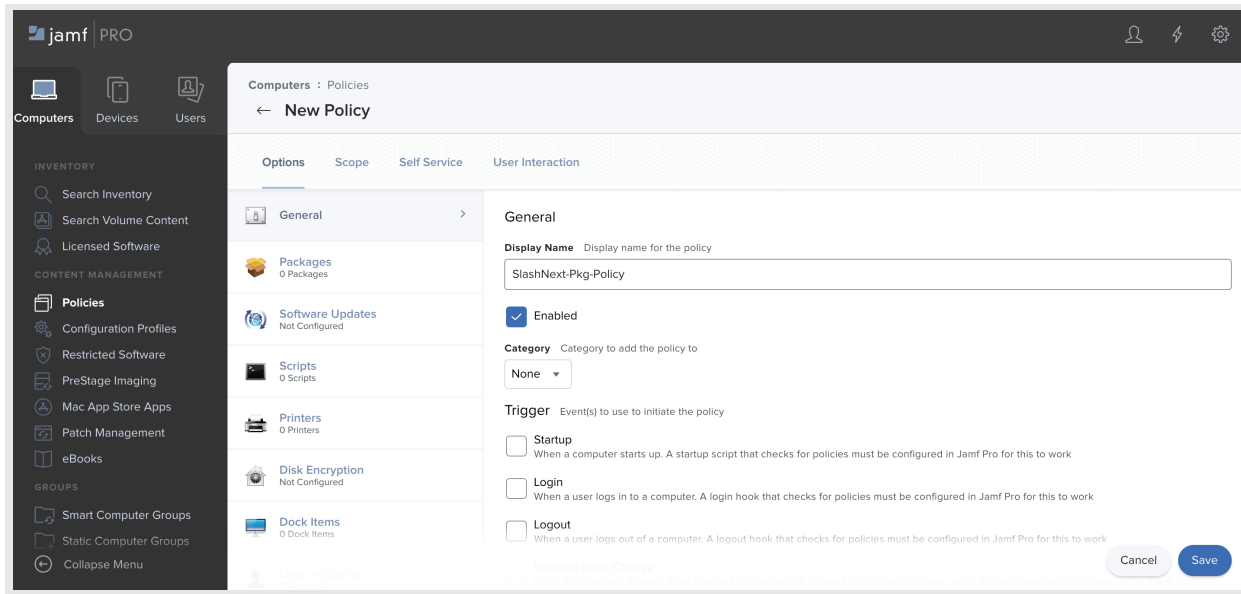 jamf PRO
Computers
Devices
Users
INVENTORY
Search Inventory
Search Volume Content
Licensed Software
CONTENT MANAGEMENT
Policies
Configuration Profiles
Restricted Software
PreStage Imaging
Mac App Store Apps
Patch Management
eBooks
GROUPS
Smart Computer Groups
Static Computer Groups
Collapse Menu
Computers : Policies
← New Policy
Options
Scope
Self Service
User Interaction
General
Packages
0 Packages
Software Updates
Not Configured
Scripts
0 Scripts
Printers
0 Printers
Disk Encryption
Not Configured
Dock Items
0 Dock Items
Local Accounts
General
Display Name Display name for the policy
SlashNext-Pkg-Policy
Enabled
Category Category to add the policy to
None
Trigger Event(s) to use to initiate the policy
Startup
When a computer starts up. A startup script that checks for policies must be configured in Jamf Pro for this to work
Login
When a user logs in to a computer. A login hook that checks for policies must be configured in Jamf Pro for this to work
Logout
When a user logs out of a computer. A logout hook that checks for policies must be configured in Jamf Pro for this to work
Network State Change
Cancel
Save